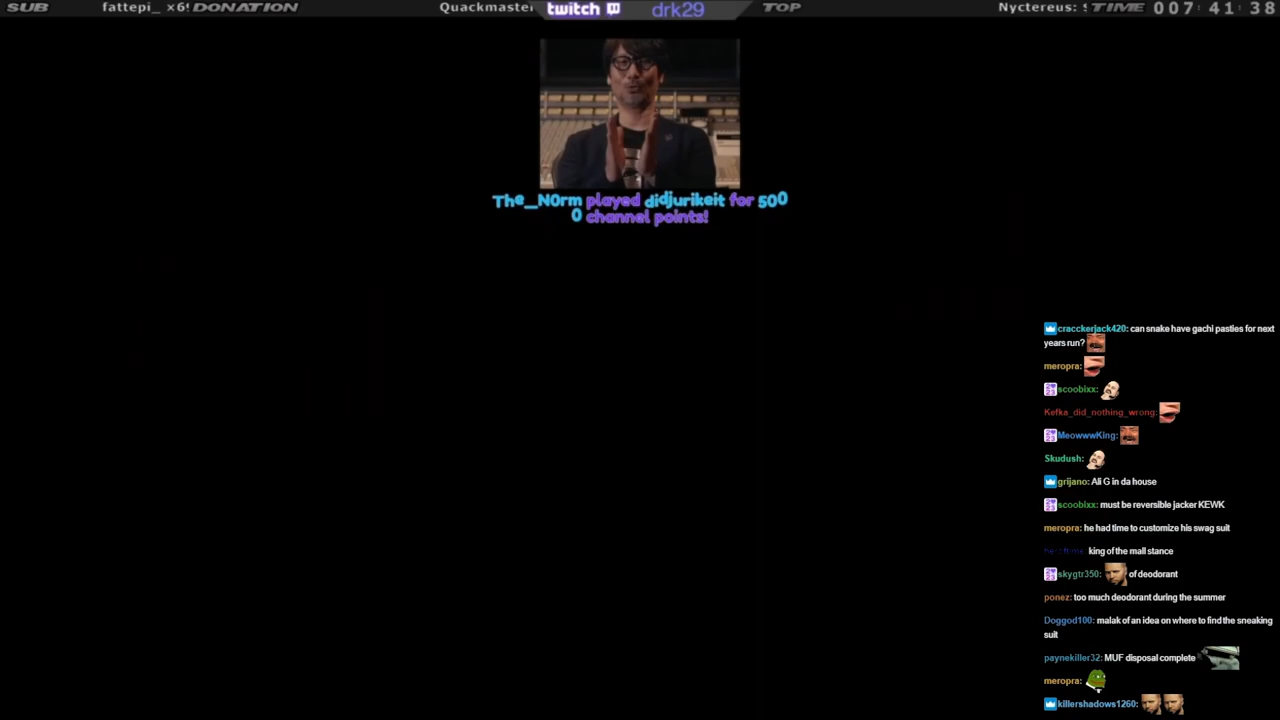 SUB fattepi_ ×69 DONATION Quackmaster twitch drk29 TOP Nyctereus: TIME 007:41:38
The__N0rm played didjurikeit for 500
0 channel points!
cracckerjack420: can snake have gachi pasties for next
years run?
meropra:
scoobixx:
Kefka_did_nothing_wrong:
MeowwwKing:
Skudush:
grijano: Ali G in da house
scoobixx: must be reversible jacker KEWK
meropra: he had time to customize his swag suit
king of the mall stance
skygtr350: of deodorant
ponez: too much deodorant during the summer
Doggod100: malak of an idea on where to find the sneaking
suit
paynekiller32: MUF disposal complete
meropra:
killershadows1260: